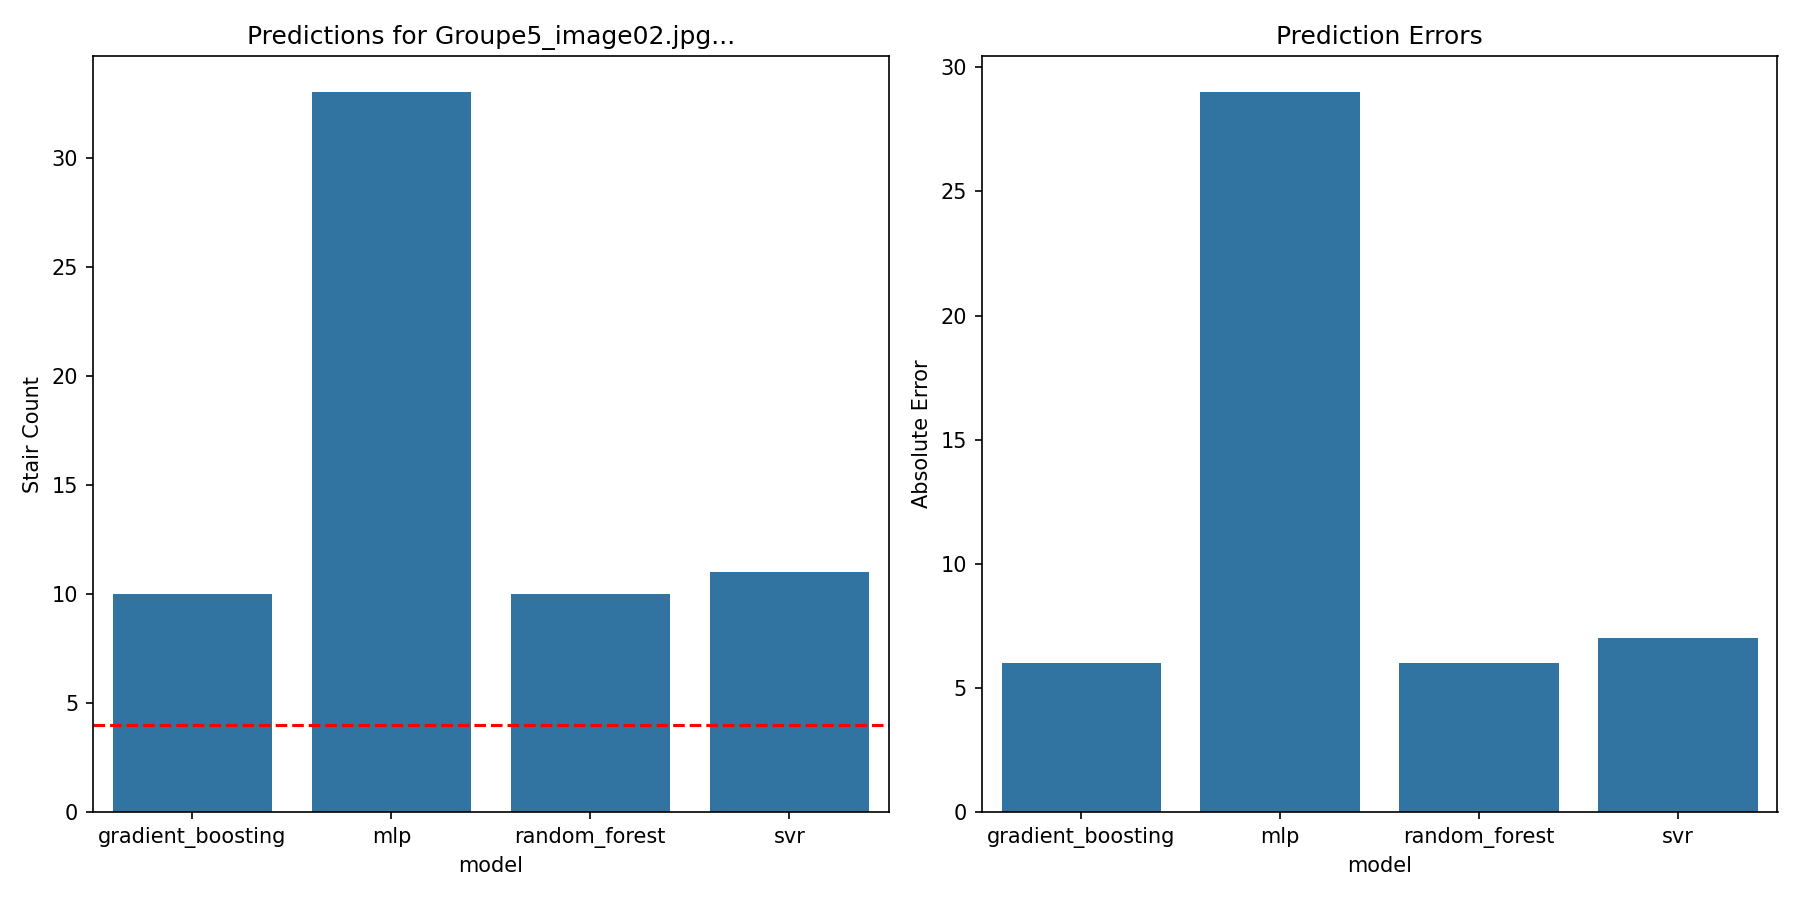 Predictions for Groupe5_image02.jpg...
Stair Count
30
25
20
15
10
5
0
gradient_boosting mlp random_forest svr
model
Prediction Errors
Absolute Error
30
25
20
15
10
5
0
gradient_boosting mlp random_forest svr
model